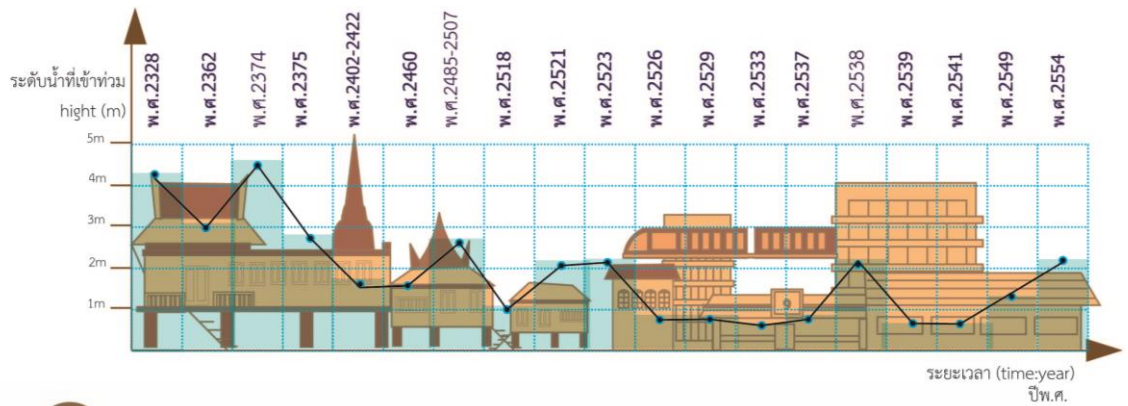 ระดับน้ำที่เข้าท่วม
hight (m)
พ.ศ.2328
พ.ศ.2362
พ.ศ.2374
พ.ศ.2375
พ.ศ.2402-2422
พ.ศ.2460
พ.ศ.2485-2507
พ.ศ.2518
พ.ศ.2521
พ.ศ.2523
พ.ศ.2526
พ.ศ.2529
พ.ศ.2533
พ.ศ.2537
พ.ศ.2538
พ.ศ.2539
พ.ศ.2541
พ.ศ.2549
พ.ศ.2554
5m
4m
3m
2m
1m
ระยะเวลา (time:year)
ปีพ.ศ.